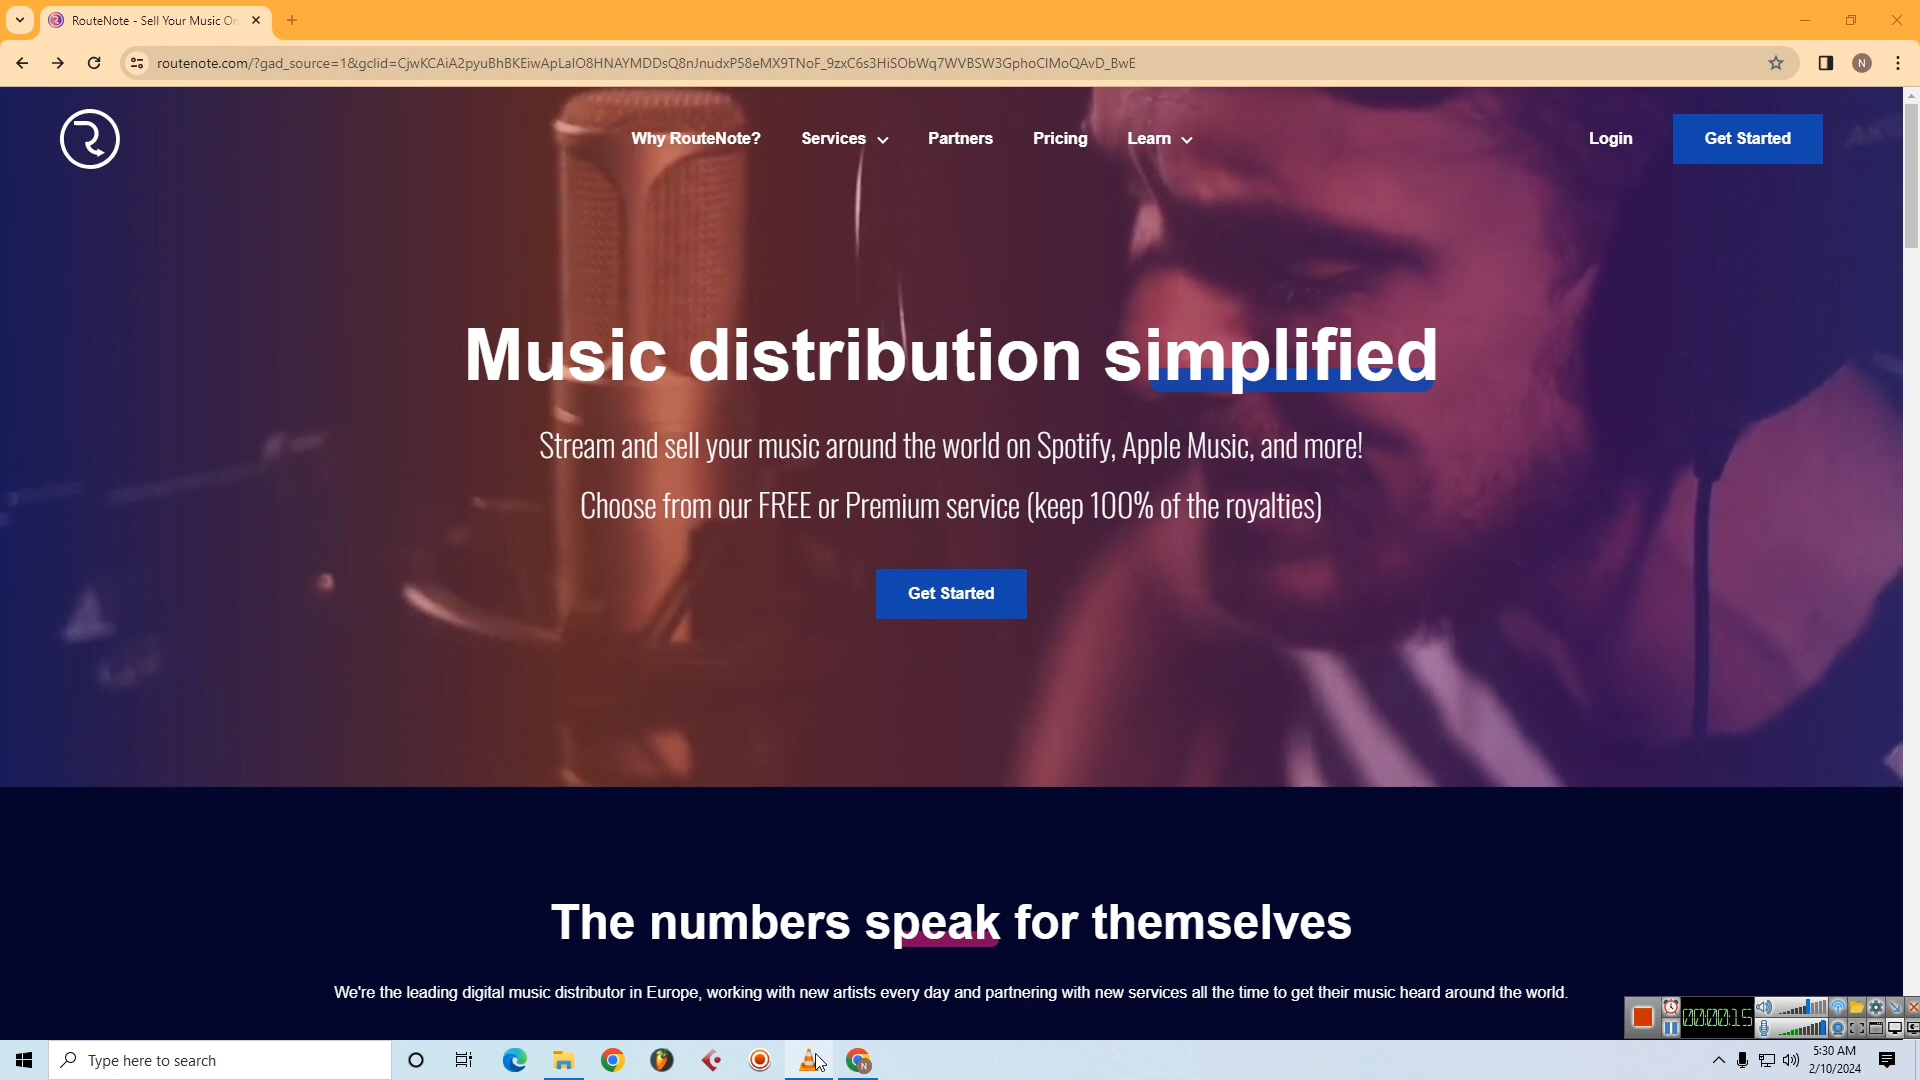 RouteNote - Sell Your Music On
routenote.com/?gad_source=1&gclid=CjwKCAiA2pyuBhBKEiwApLaIO8HNAYMDDsQ8nJnudxP58eMX9TNoF_9zxC6s3HiSObWq7WVBSW3GphoCIMoQAvD_BwE
N
Why RouteNote?
Services
Partners
Pricing
Learn
Login
Get Started
Music distribution simplified
Stream and sell your music around the world on Spotify, Apple Music, and more!
Choose from our FREE or Premium service (keep 100% of the royalties)
Get Started
The numbers speak for themselves
We're the leading digital music distributor in Europe, working with new artists every day and partnering with new services all the time to get their music heard around the world.
00:00:15
Type here to search
N
5:30 AM
2/10/2024